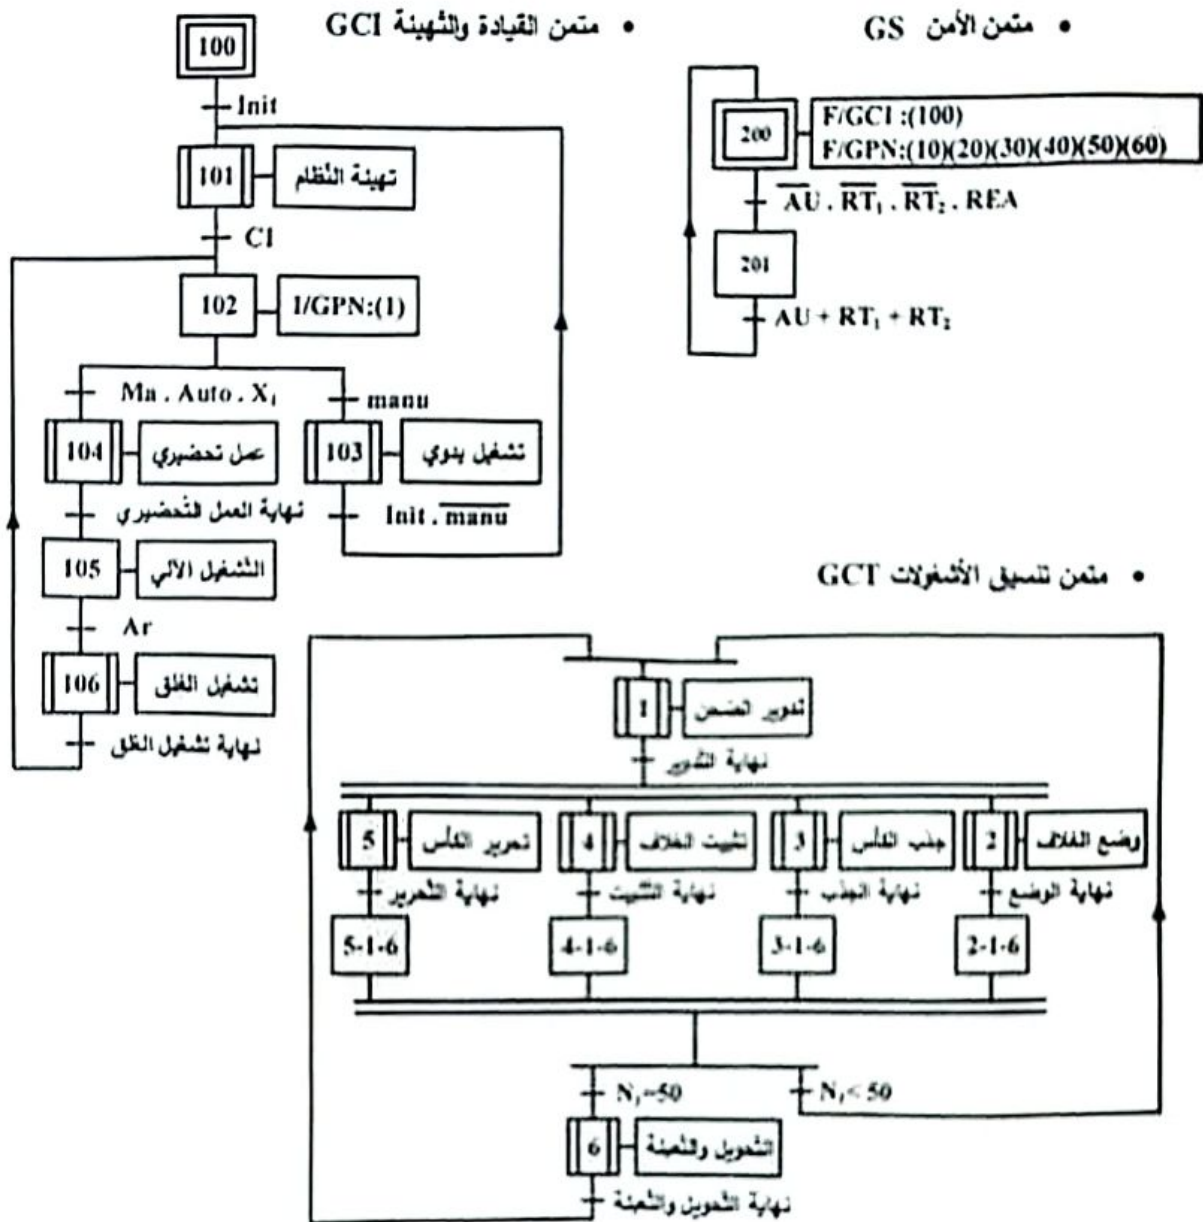 • متمن القيادة والتهيئة GCI
100
Init
101
تهيئة النظام
CI
102
I/GPN:(1)
Ma . Auto . X₁
manu
104
عمل تحضيري
103
تشغيل يدوي
نهاية العمل التحضيري
Init . m̅a̅n̅u̅
105
التشغيل الآلي
Ar
106
تشغيل الغلق
نهاية تشغيل الغلق
• متمن الأمن GS
200
F/GCI :(100)
F/GPN:(10)(20)(30)(40)(50)(60)
A̅U̅ . R̅T̅₁ . R̅T̅₂ . REA
201
AU + RT₁ + RT₂
• متمن تنسيق الأشغولات GCT
1
تدوير الصحن
نهاية التدوير
2
وضع الغلاف
3
جذب الكأس
4
تثبيت الغلاف
5
تحرير الكأس
نهاية الوضع
نهاية الجذب
نهاية التثبيت
نهاية التحرير
2-1-6
3-1-6
4-1-6
5-1-6
N₁=50
N₁< 50
6
التحويل والتعبئة
نهاية التحويل والتعبئة